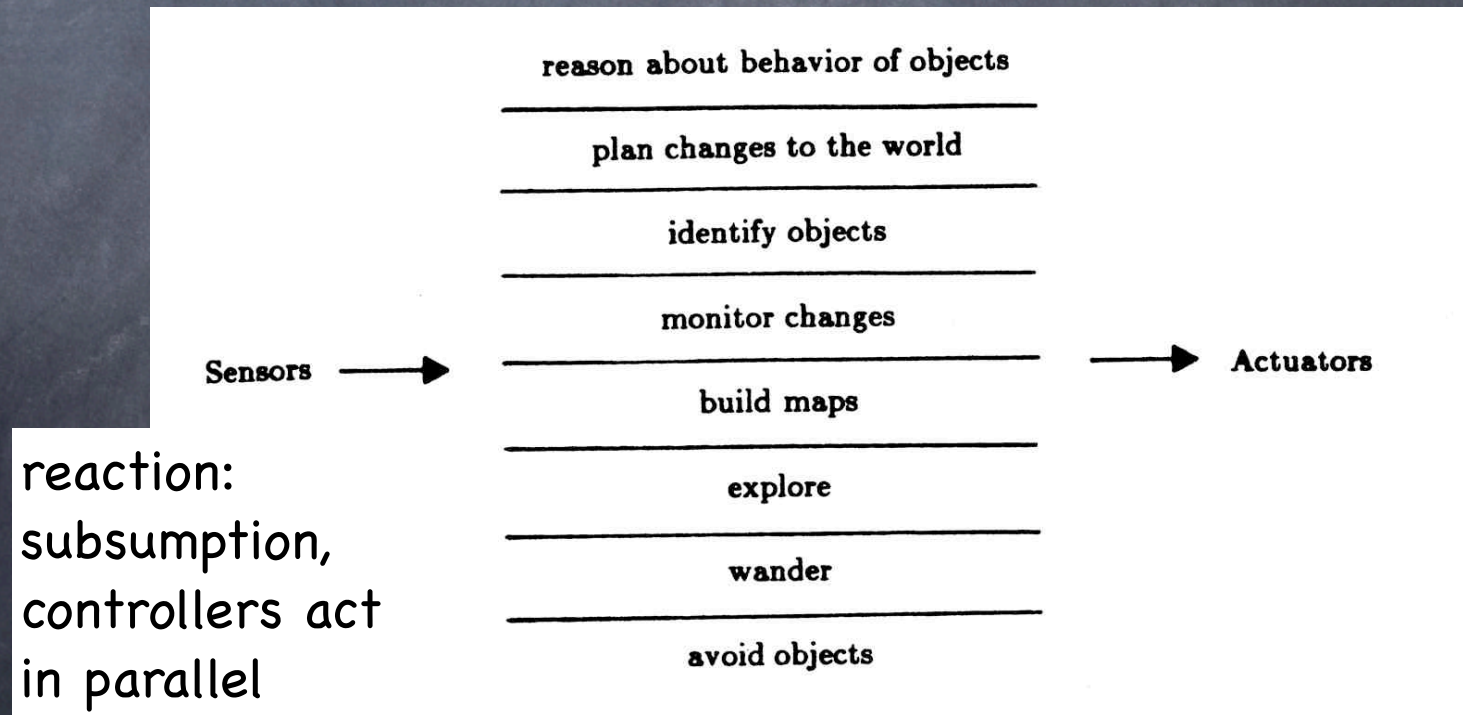 reason about behavior of objects
plan changes to the world
identify objects
monitor changes
Sensors
Actuators
build maps
explore
wander
avoid objects
reaction:
subsumption,
controllers act
in parallel